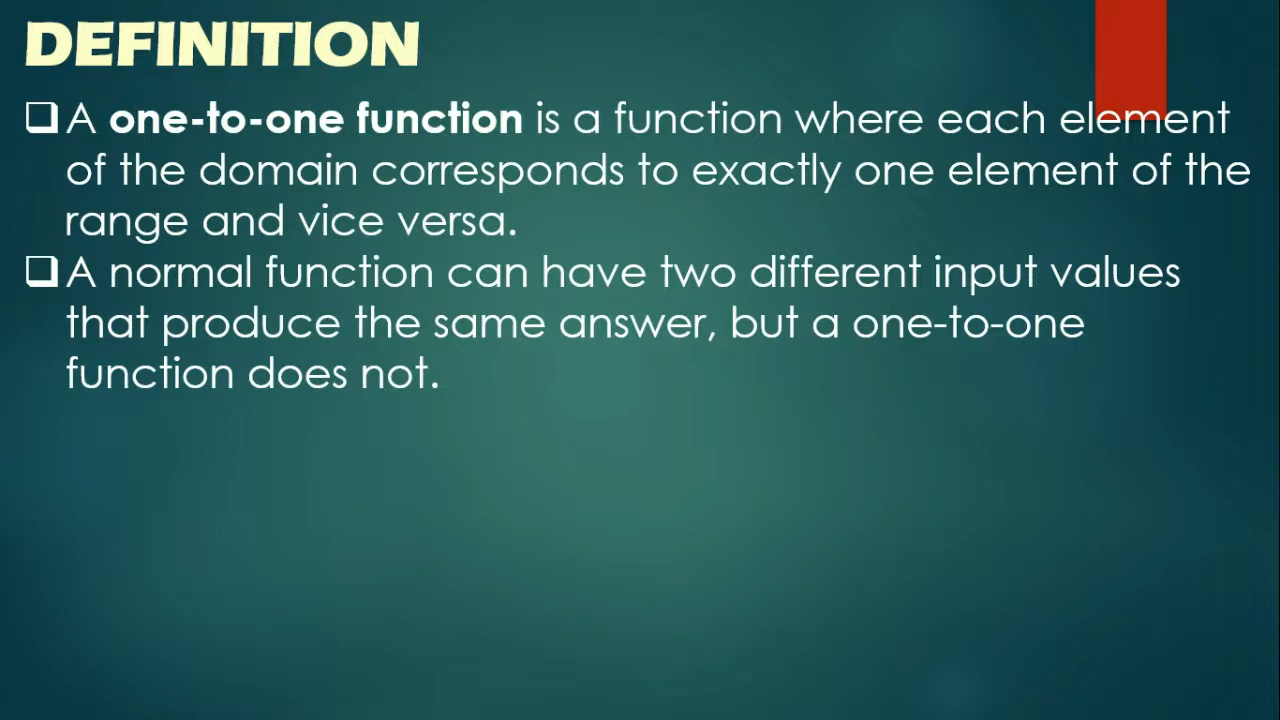 DEFINITION
❑A one-to-one function is a function where each element
of the domain corresponds to exactly one element of the
range and vice versa.
❑A normal function can have two different input values
that produce the same answer, but a one-to-one
function does not.